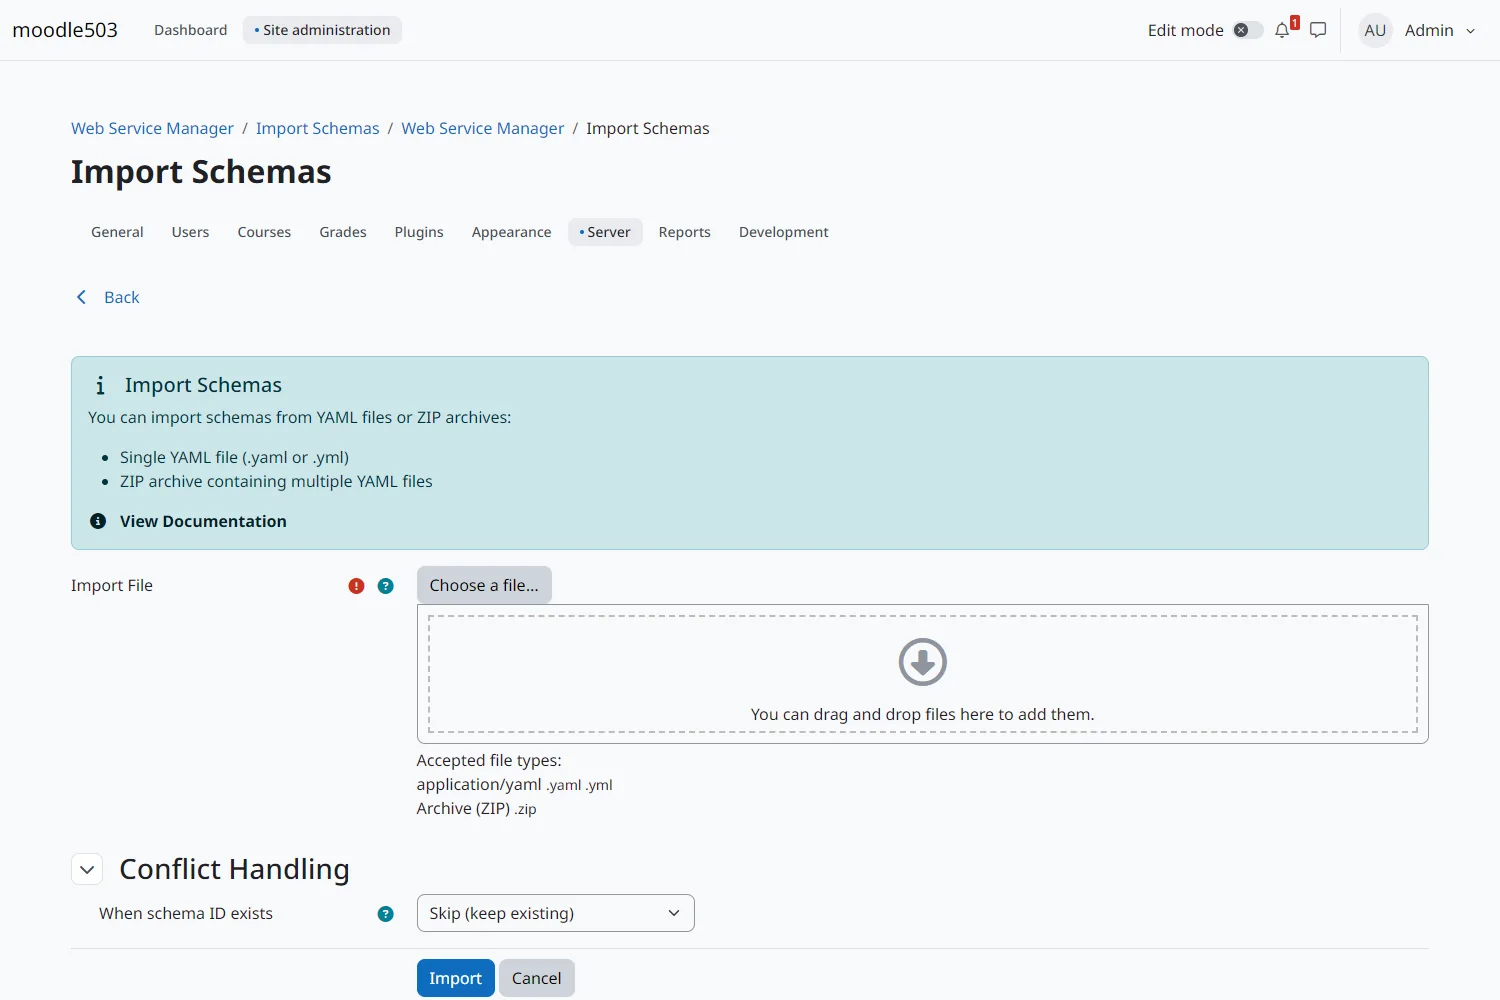 moodle503
Dashboard
Site administration
Edit mode
1
AU
Admin
Web Service Manager / Import Schemas / Web Service Manager / Import Schemas
Import Schemas
General
Users
Courses
Grades
Plugins
Appearance
Server
Reports
Development
Back
Import Schemas
You can import schemas from YAML files or ZIP archives:
Single YAML file (.yaml or .yml)
ZIP archive containing multiple YAML files
View Documentation
Import File
Choose a file...
You can drag and drop files here to add them.
Accepted file types:
application/yaml .yaml .yml
Archive (ZIP) .zip
Conflict Handling
When schema ID exists
Skip (keep existing)
Import
Cancel